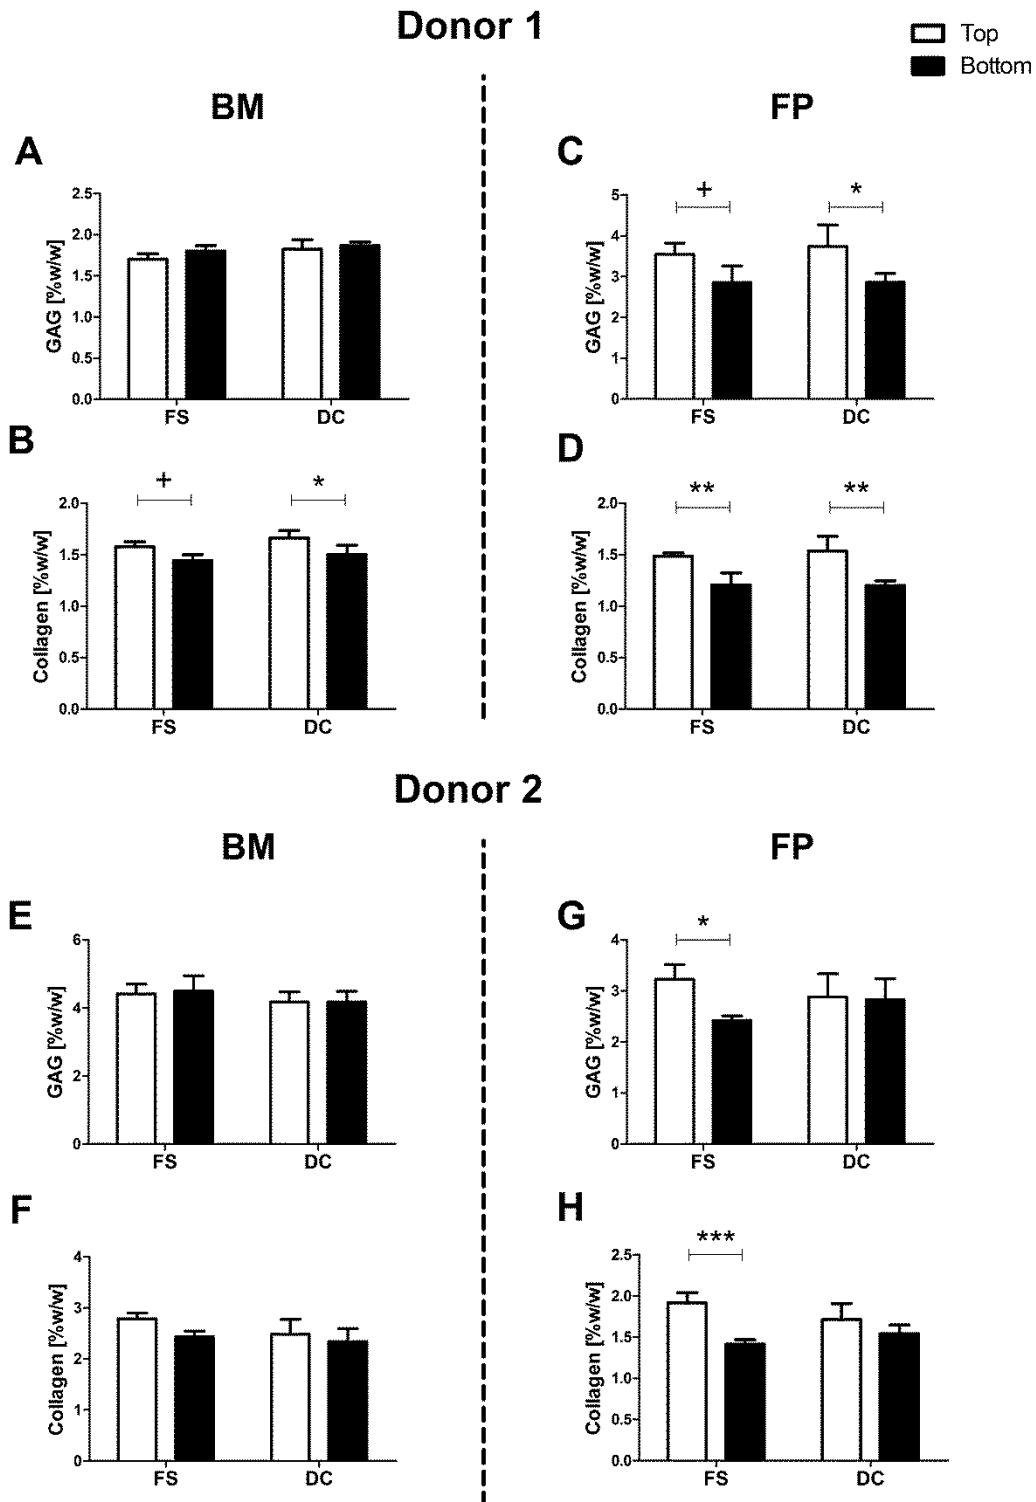 Donor 1
Top
Bottom
BM
FP
A
GAG [%w/w]
2.5
2.0
1.5
1.0
0.5
0.0
FS
DC
C
GAG [%w/w]
5
4
3
2
1
0
+
*
FS
DC
B
Collagen [%w/w]
2.0
1.5
1.0
0.5
0.0
+
*
FS
DC
D
Collagen [%w/w]
2.0
1.5
1.0
0.5
0.0
**
**
FS
DC
Donor 2
BM
FP
E
GAG [%w/w]
6
4
2
0
FS
DC
G
GAG [%w/w]
4
3
2
1
0
*
FS
DC
F
Collagen [%w/w]
4
3
2
1
0
FS
DC
H
Collagen [%w/w]
2.5
2.0
1.5
1.0
0.5
0.0
***
FS
DC